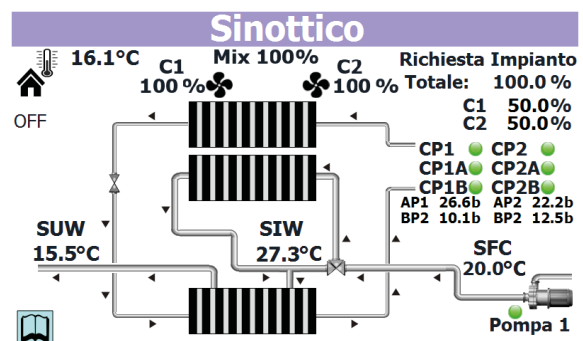 Sinottico
16.1°C
Mix 100%
C1
100 %
C2
100 %
Richiesta Impianto
Totale: 100.0 %
C1 50.0%
C2 50.0%
OFF
CP1 CP2
CP1A CP2A
CP1B CP2B
AP1 26.6b AP2 22.2b
BP2 10.1b BP2 12.5b
SUW
15.5°C
SIW
27.3°C
SFC
20.0°C
Pompa 1